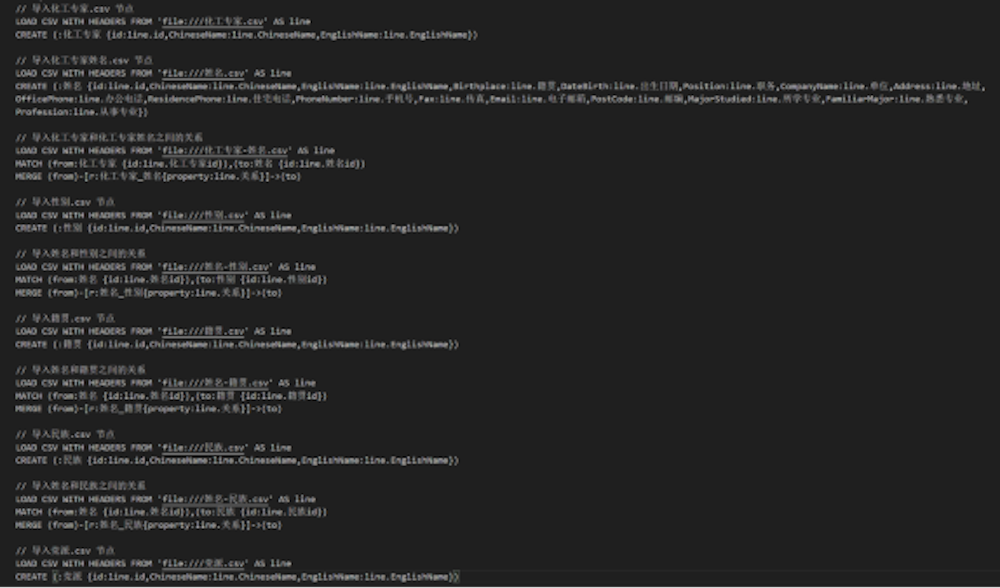 // 导入化工专家.csv 节点
LOAD CSV WITH HEADERS FROM 'file:///化工专家.csv' AS line
CREATE (:化工专家 {id:line.id,ChineseName:line.ChineseName,EnglishName:line.EnglishName})
// 导入化工专家姓名.csv 节点
LOAD CSV WITH HEADERS FROM 'file:///姓名.csv' AS line
CREATE (:姓名 {id:line.id,ChineseName:line.ChineseName,EnglishName:line.EnglishName,Birthplace:line.籍贯,DateBirth:line.出生日期,Position:line.职务,CompanyName:line.单位,Address:line.地址,
OfficePhone:line.办公电话,ResidencePhone:line.住宅电话,PhoneNumber:line.手机号,Fax:line.传真,Email:line.电子邮箱,PostCode:line.邮编,MajorStudied:line.所学专业,FamiliarMajor:line.熟悉专业,
Profession:line.从事专业})
// 导入化工专家和化工专家姓名之间的关系
LOAD CSV WITH HEADERS FROM 'file:///化工专家-姓名.csv' AS line
MATCH (from:化工专家 {id:line.化工专家id}),(to:姓名 {id:line.姓名id})
MERGE (from)-[r:化工专家_姓名{property:line.关系}]->(to)
// 导入性别.csv 节点
LOAD CSV WITH HEADERS FROM 'file:///性别.csv' AS line
CREATE (:性别 {id:line.id,ChineseName:line.ChineseName,EnglishName:line.EnglishName})
// 导入姓名和性别之间的关系
LOAD CSV WITH HEADERS FROM 'file:///姓名-性别.csv' AS line
MATCH (from:姓名 {id:line.姓名id}),(to:性别 {id:line.性别id})
MERGE (from)-[r:姓名_性别{property:line.关系}]->(to)
// 导入籍贯.csv 节点
LOAD CSV WITH HEADERS FROM 'file:///籍贯.csv' AS line
CREATE (:籍贯 {id:line.id,ChineseName:line.ChineseName,EnglishName:line.EnglishName})
// 导入姓名和籍贯之间的关系
LOAD CSV WITH HEADERS FROM 'file:///姓名-籍贯.csv' AS line
MATCH (from:姓名 {id:line.姓名id}),(to:籍贯 {id:line.籍贯id})
MERGE (from)-[r:姓名_籍贯{property:line.关系}]->(to)
// 导入民族.csv 节点
LOAD CSV WITH HEADERS FROM 'file:///民族.csv' AS line
CREATE (:民族 {id:line.id,ChineseName:line.ChineseName,EnglishName:line.EnglishName})
// 导入姓名和民族之间的关系
LOAD CSV WITH HEADERS FROM 'file:///姓名-民族.csv' AS line
MATCH (from:姓名 {id:line.姓名id}),(to:民族 {id:line.民族id})
MERGE (from)-[r:姓名_民族{property:line.关系}]->(to)
// 导入党派.csv 节点
LOAD CSV WITH HEADERS FROM 'file:///党派.csv' AS line
CREATE (:党派 {id:line.id,ChineseName:line.ChineseName,EnglishName:line.EnglishName})